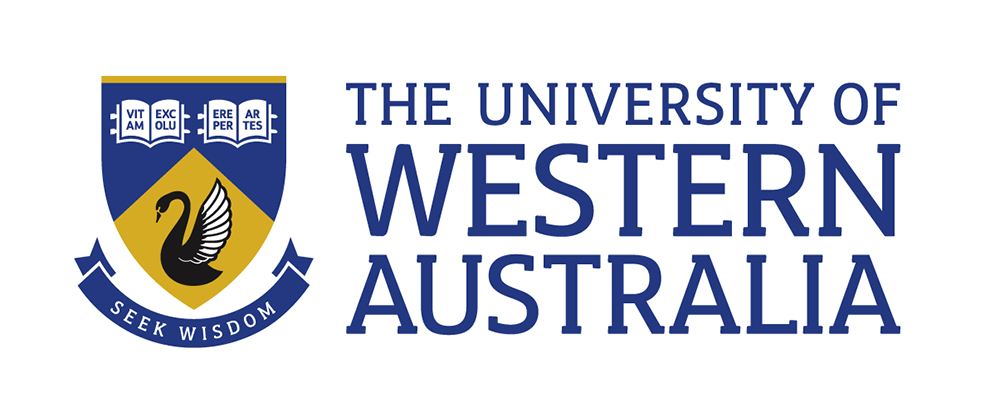 VIT EXC ERE AR
AM OLU PER TES
SEEK WISDOM
THE UNIVERSITY OF
WESTERN
AUSTRALIA